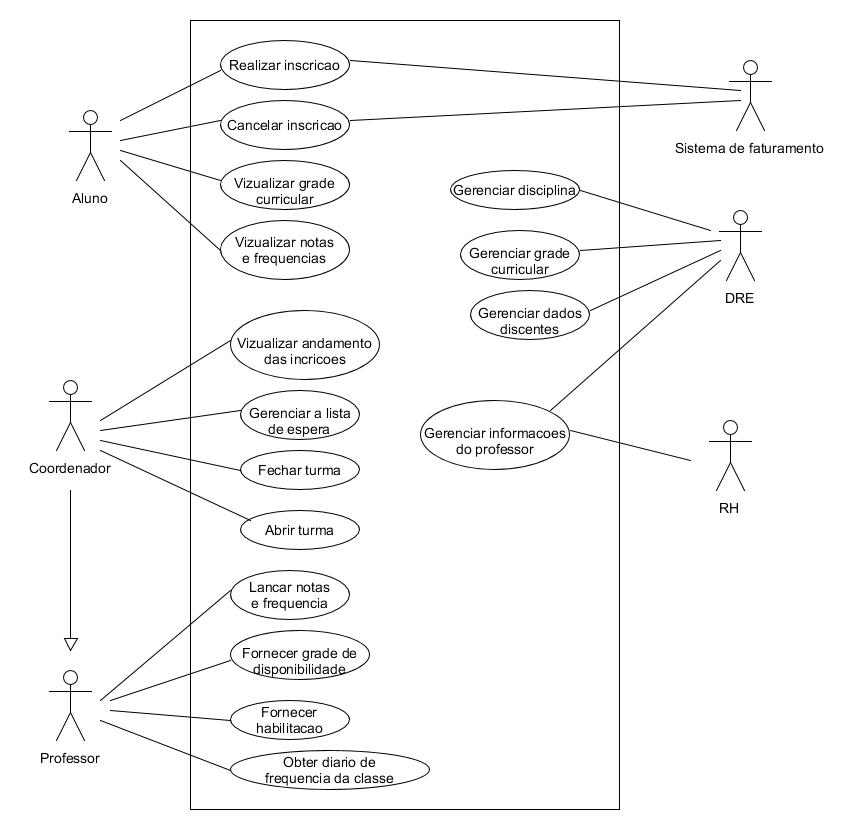 Realizar inscricao
Cancelar inscricao
Vizualizar grade
curricular
Vizualizar notas
e frequencias
Aluno
Sistema de faturamento
Gerenciar disciplina
Gerenciar grade
curricular
Gerenciar dados
discentes
DRE
Vizualizar andamento
das incricoes
Gerenciar a lista
de espera
Fechar turma
Abrir turma
Coordenador
Gerenciar informacoes
do professor
RH
Lancar notas
e frequencia
Fornecer grade de
disponibilidade
Fornecer
habilitacao
Obter diario de
frequencia da classe
Professor